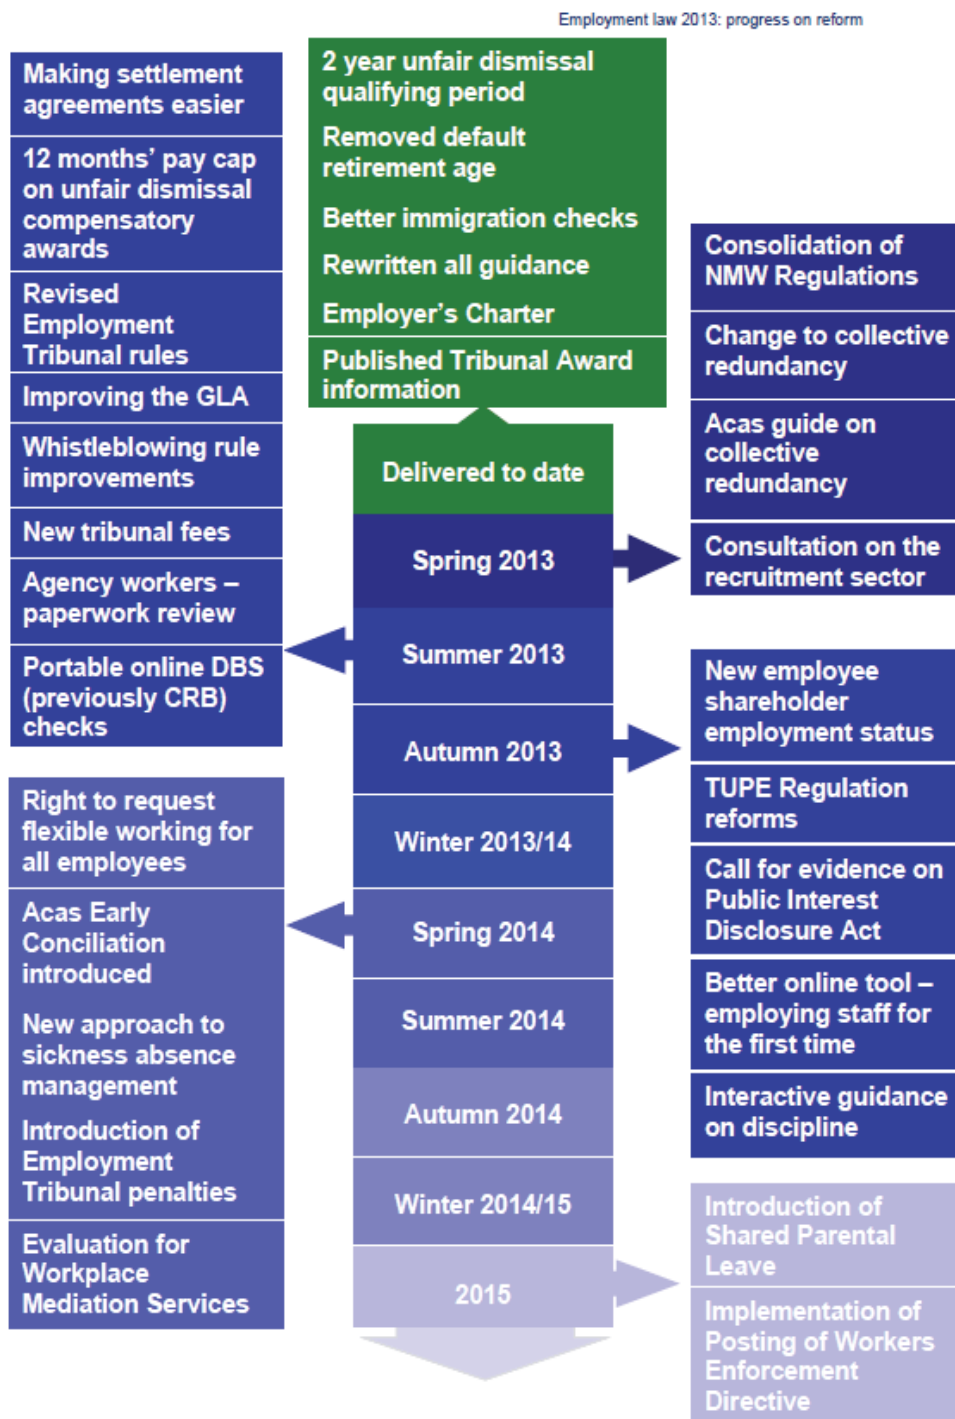 Employment law 2013: progress on reform
Making settlement
agreements easier
12 months’ pay cap
on unfair dismissal
compensatory
awards
Revised
Employment
Tribunal rules
Improving the GLA
Whistleblowing rule
improvements
New tribunal fees
Agency workers –
paperwork review
Portable online DBS
(previously CRB)
checks
2 year unfair dismissal
qualifying period
Removed default
retirement age
Better immigration checks
Rewritten all guidance
Employer’s Charter
Published Tribunal Award
information
Delivered to date
Spring 2013
Summer 2013
Autumn 2013
Winter 2013/14
Spring 2014
Summer 2014
Autumn 2014
Winter 2014/15
2015
Consolidation of
NMW Regulations
Change to collective
redundancy
Acas guide on
collective
redundancy
Consultation on the
recruitment sector
New employee
shareholder
employment status
TUPE Regulation
reforms
Call for evidence on
Public Interest
Disclosure Act
Better online tool –
employing staff for
the first time
Interactive guidance
on discipline
Right to request
flexible working for
all employees
Acas Early
Conciliation
introduced
New approach to
sickness absence
management
Introduction of
Employment
Tribunal penalties
Evaluation for
Workplace
Mediation Services
Introduction of
Shared Parental
Leave
Implementation of
Posting of Workers
Enforcement
Directive